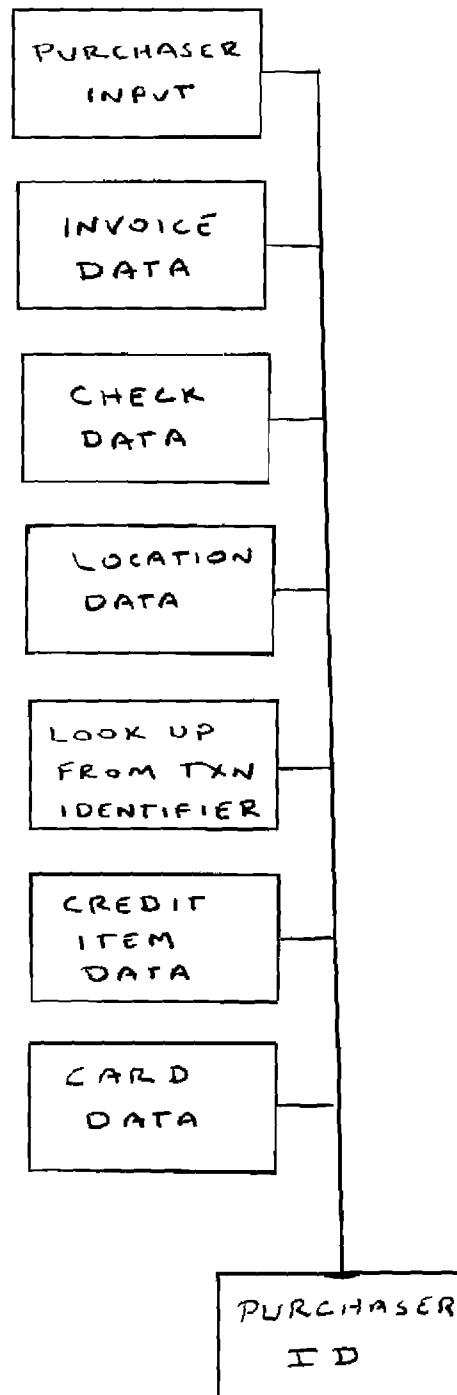 PURCHASER
INPUT
INVOICE
DATA
CHECK
DATA
LOCATION
DATA
LOOK UP
FROM TXN
IDENTIFIER
CREDIT
ITEM
DATA
CARD
DATA
PURCHASER
ID